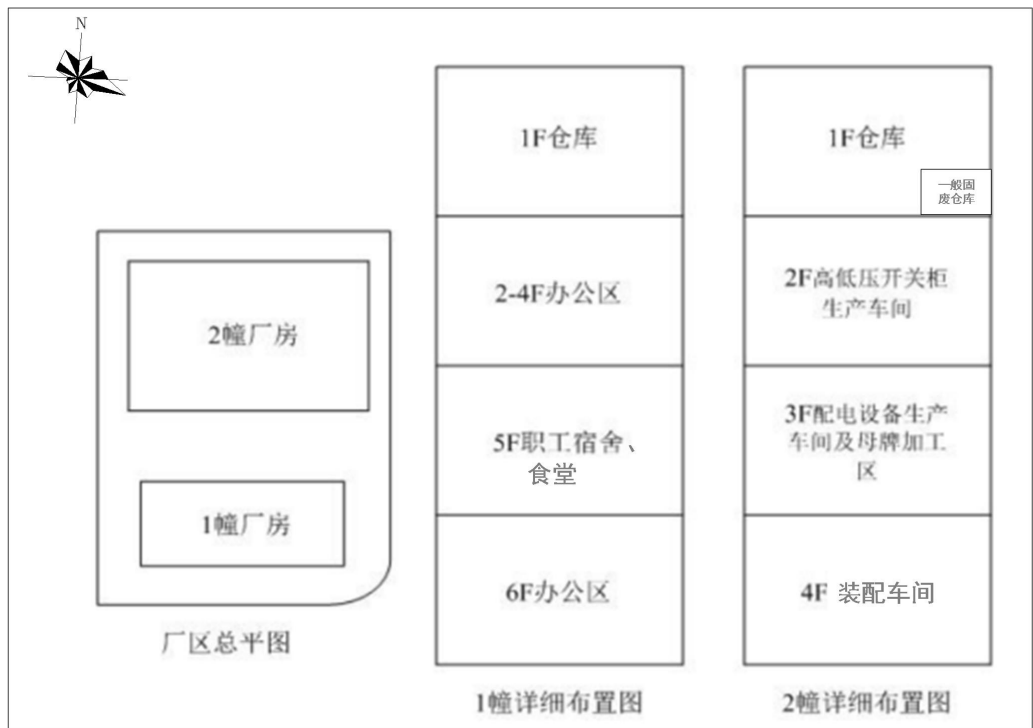 N
2幢厂房
1幢厂房
厂区总平图
1F仓库
2-4F办公区
5F职工宿舍、
食堂
6F办公区
1幢详细布置图
1F仓库
一般固
废仓库
2F高低压开关柜
生产车间
3F配电设备生产
车间及母牌加工
区
4F 装配车间
2幢详细布置图